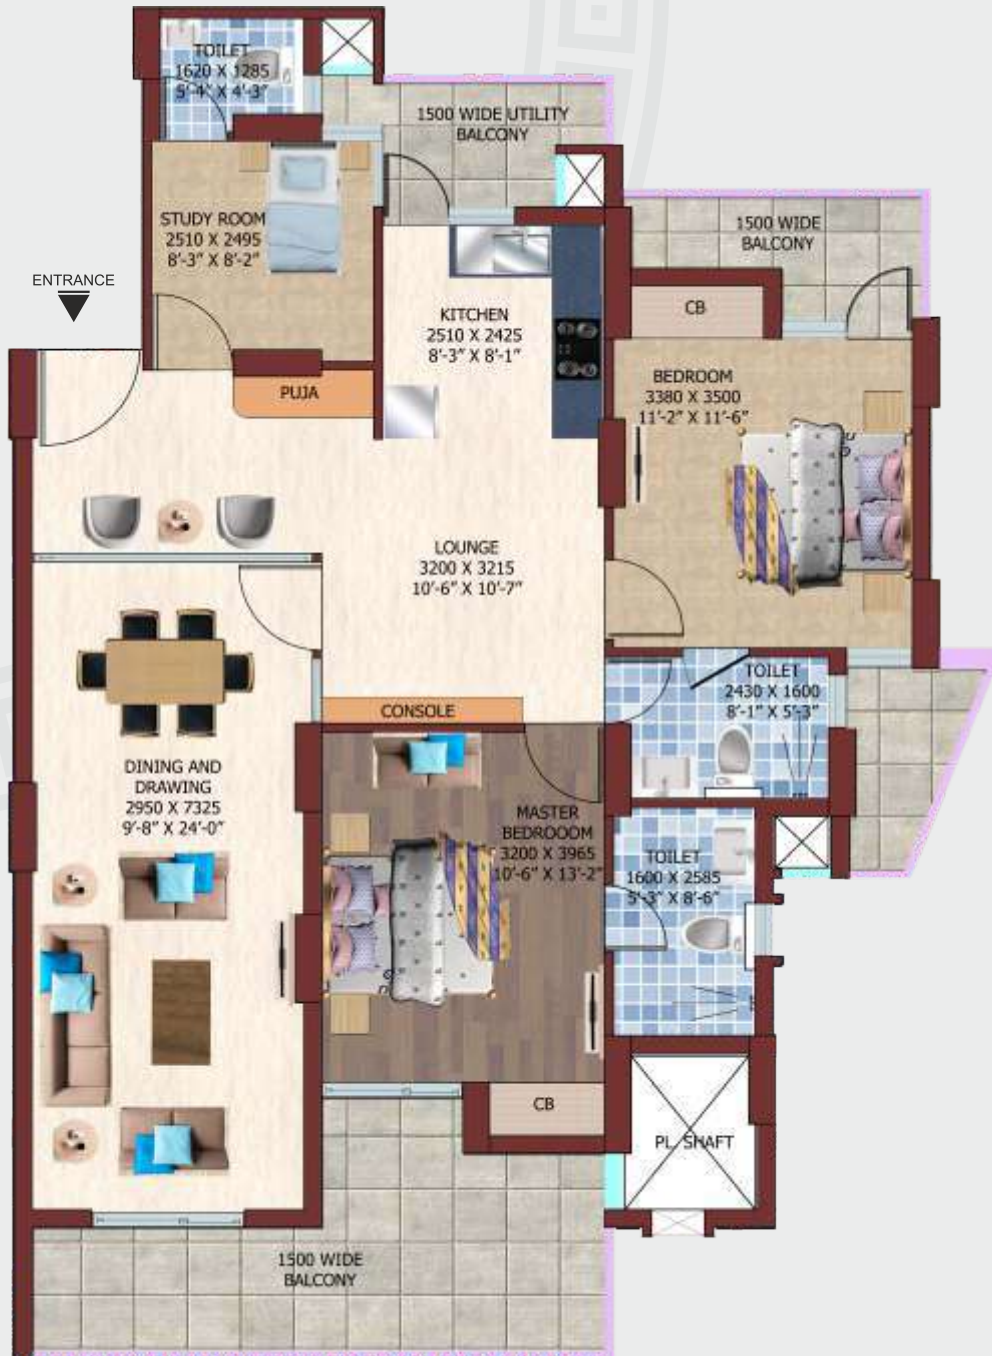 TOILET
1620 X 1285
5'-4" X 4'-3"
1500 WIDE UTILITY
BALCONY
STUDY ROOM
2510 X 2495
8'-3" X 8'-2"
1500 WIDE
BALCONY
ENTRANCE
KITCHEN
2510 X 2425
8'-3" X 8'-1"
CB
PUJA
BEDROOM
3380 X 3500
11'-2" X 11'-6"
LOUNGE
3200 X 3215
10'-6" X 10'-7"
TOILET
2430 X 1600
8'-1" X 5'-3"
CONSOLE
DINING AND
DRAWING
2950 X 7325
9'-8" X 24'-0"
MASTER
BEDROOOM
3200 X 3965
10'-6" X 13'-2"
TOILET
1600 X 2585
5'-3" X 8'-6"
CB
PL. SHAFT
1500 WIDE
BALCONY